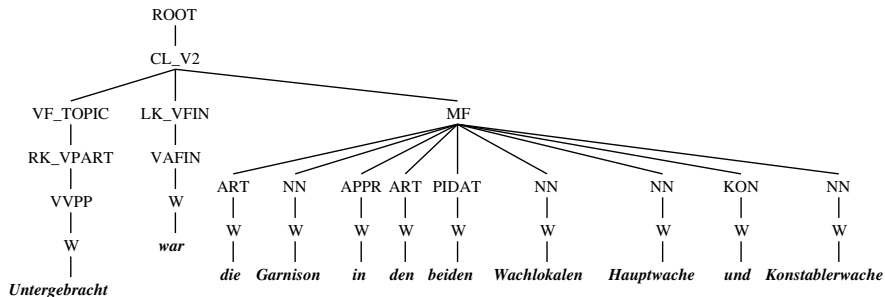 ROOT
CL_V2
VF_TOPIC LK_VFIN MF
RK_VPART VAFIN
ART NN APPR ART PIDAT NN NN KON NN
VVPP W
W W W W W W W W W
W war
die Garnison in den beiden Wachlokalen Hauptwache und Konstablerwache
Untergebracht